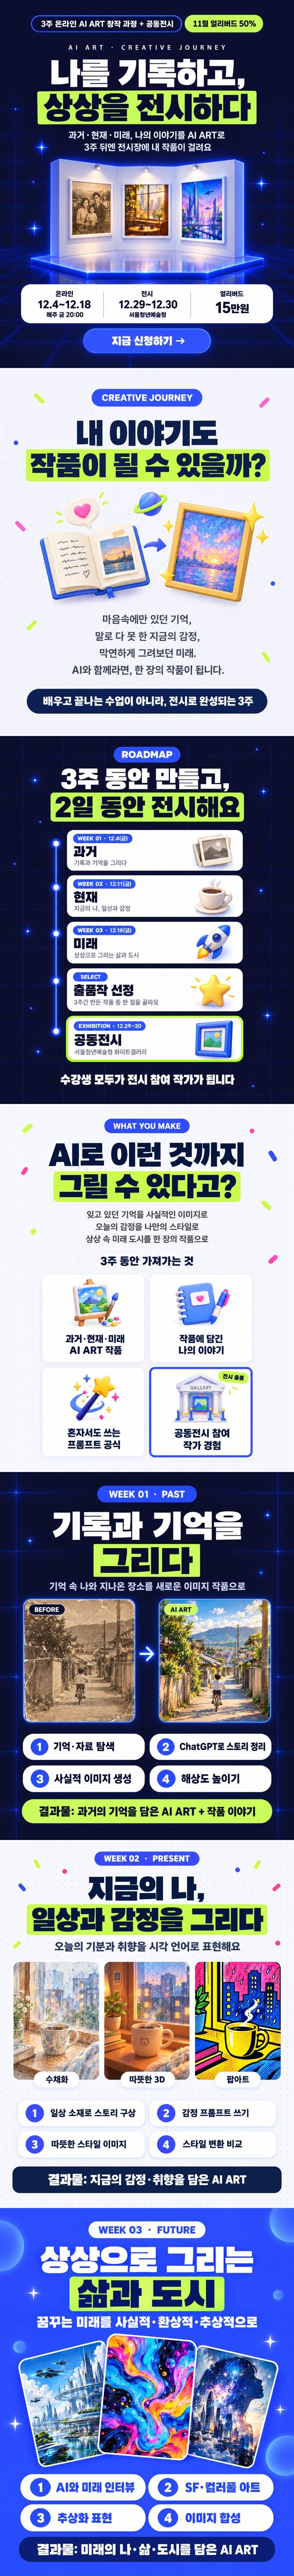 3주 온라인 AI ART 창작 과정 + 공동전시
11월 얼리버드 50%
AI ART · CREATIVE JOURNEY
나를 기록하고,
상상을 전시하다
과거·현재·미래, 나의 이야기를 AI ART로
3주 뒤엔 전시장에 내 작품이 걸려요
온라인
12.4~12.18
매주 금 20:00
전시
12.29~12.30
서울청년예술청
얼리버드
15만원
지금 신청하기 →
CREATIVE JOURNEY
내 이야기도
작품이 될 수 있을까?
마음속에만 있던 기억,
말로 다 못 한 지금의 감정,
막연하게 그려보던 미래.
AI와 함께라면, 한 장의 작품이 됩니다.
배우고 끝나는 수업이 아니라, 전시로 완성되는 3주
ROADMAP
3주 동안 만들고,
2일 동안 전시해요
WEEK 01 · 12.4(금)
과거
기록과 기억을 그리다
WEEK 02 · 12.11(금)
현재
지금의 나, 일상과 감정
WEEK 03 · 12.18(금)
미래
상상으로 그리는 삶과 도시
SELECT
출품작 선정
3주간 만든 작품 중 한 점을 골라요
EXHIBITION · 12.29~30
공동전시
서울청년예술청 화이트갤러리
수강생 모두가 전시 참여 작가가 됩니다
WHAT YOU MAKE
AI로 이런 것까지
그릴 수 있다고?
잊고 있던 기억을 사실적인 이미지로
오늘의 감정을 나만의 스타일로
상상 속 미래 도시를 한 장의 작품으로
3주 동안 가져가는 것
과거·현재·미래
AI ART 작품
작품에 담긴
나의 이야기
혼자서도 쓰는
프롬프트 공식
전시 출품
GALLERY
공동전시 참여
작가 경험
WEEK 01 · PAST
기록과 기억을
그리다
기억 속 나와 지나온 장소를 새로운 이미지 작품으로
BEFORE
AI ART
1 기억·자료 탐색
2 ChatGPT로 스토리 정리
3 사실적 이미지 생성
4 해상도 높이기
결과물: 과거의 기억을 담은 AI ART + 작품 이야기
WEEK 02 · PRESENT
지금의 나,
일상과 감정을 그리다
오늘의 기분과 취향을 시각 언어로 표현해요
수채화
따뜻한 3D
팝아트
1 일상 소재로 스토리 구상
2 감정 프롬프트 쓰기
3 따뜻한 스타일 이미지
4 스타일 변환 비교
결과물: 지금의 감정·취향을 담은 AI ART
WEEK 03 · FUTURE
상상으로 그리는
삶과 도시
꿈꾸는 미래를 사실적·환상적·추상적으로
1 AI와 미래 인터뷰
2 SF·컬러풀 아트
3 추상화 표현
4 이미지 합성
결과물: 미래의 나·삶·도시를 담은 AI ART